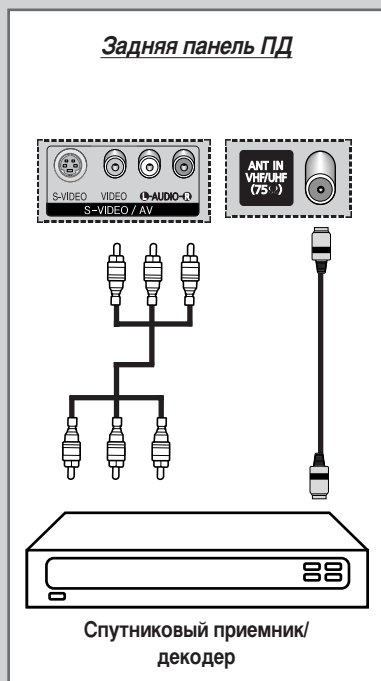 Задняя панель ПД
S-VIDEO VIDEO L-AUDIO-R
S-VIDEO / AV
ANT IN
VHF/UHF
(75Ω)
Спутниковый приемник/
декодер